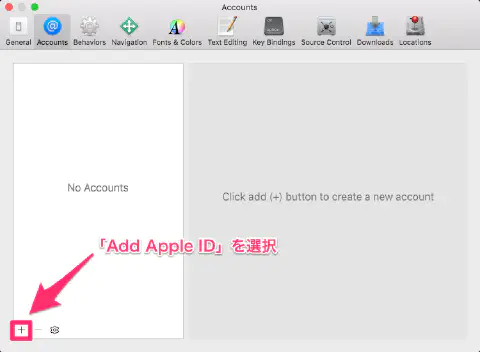 Accounts
General Accounts Behaviors Navigation Fonts & Colors Text Editing Key Bindings Source Control Downloads Locations
No Accounts
Click add (+) button to create a new account
「Add Apple ID」を選択